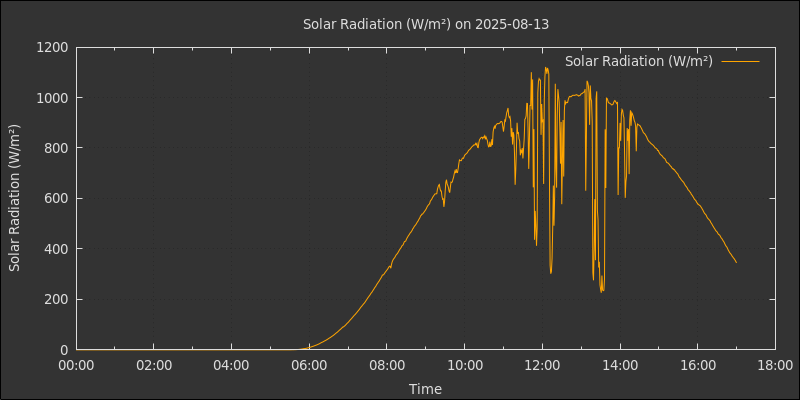 Solar Radiation (W/m²) on 2025-08-13
Solar Radiation (W/m²)
Solar Radiation (W/m²)
1200
1000
800
600
400
200
0
00:00 02:00 04:00 06:00 08:00 10:00 12:00 14:00 16:00 18:00
Time